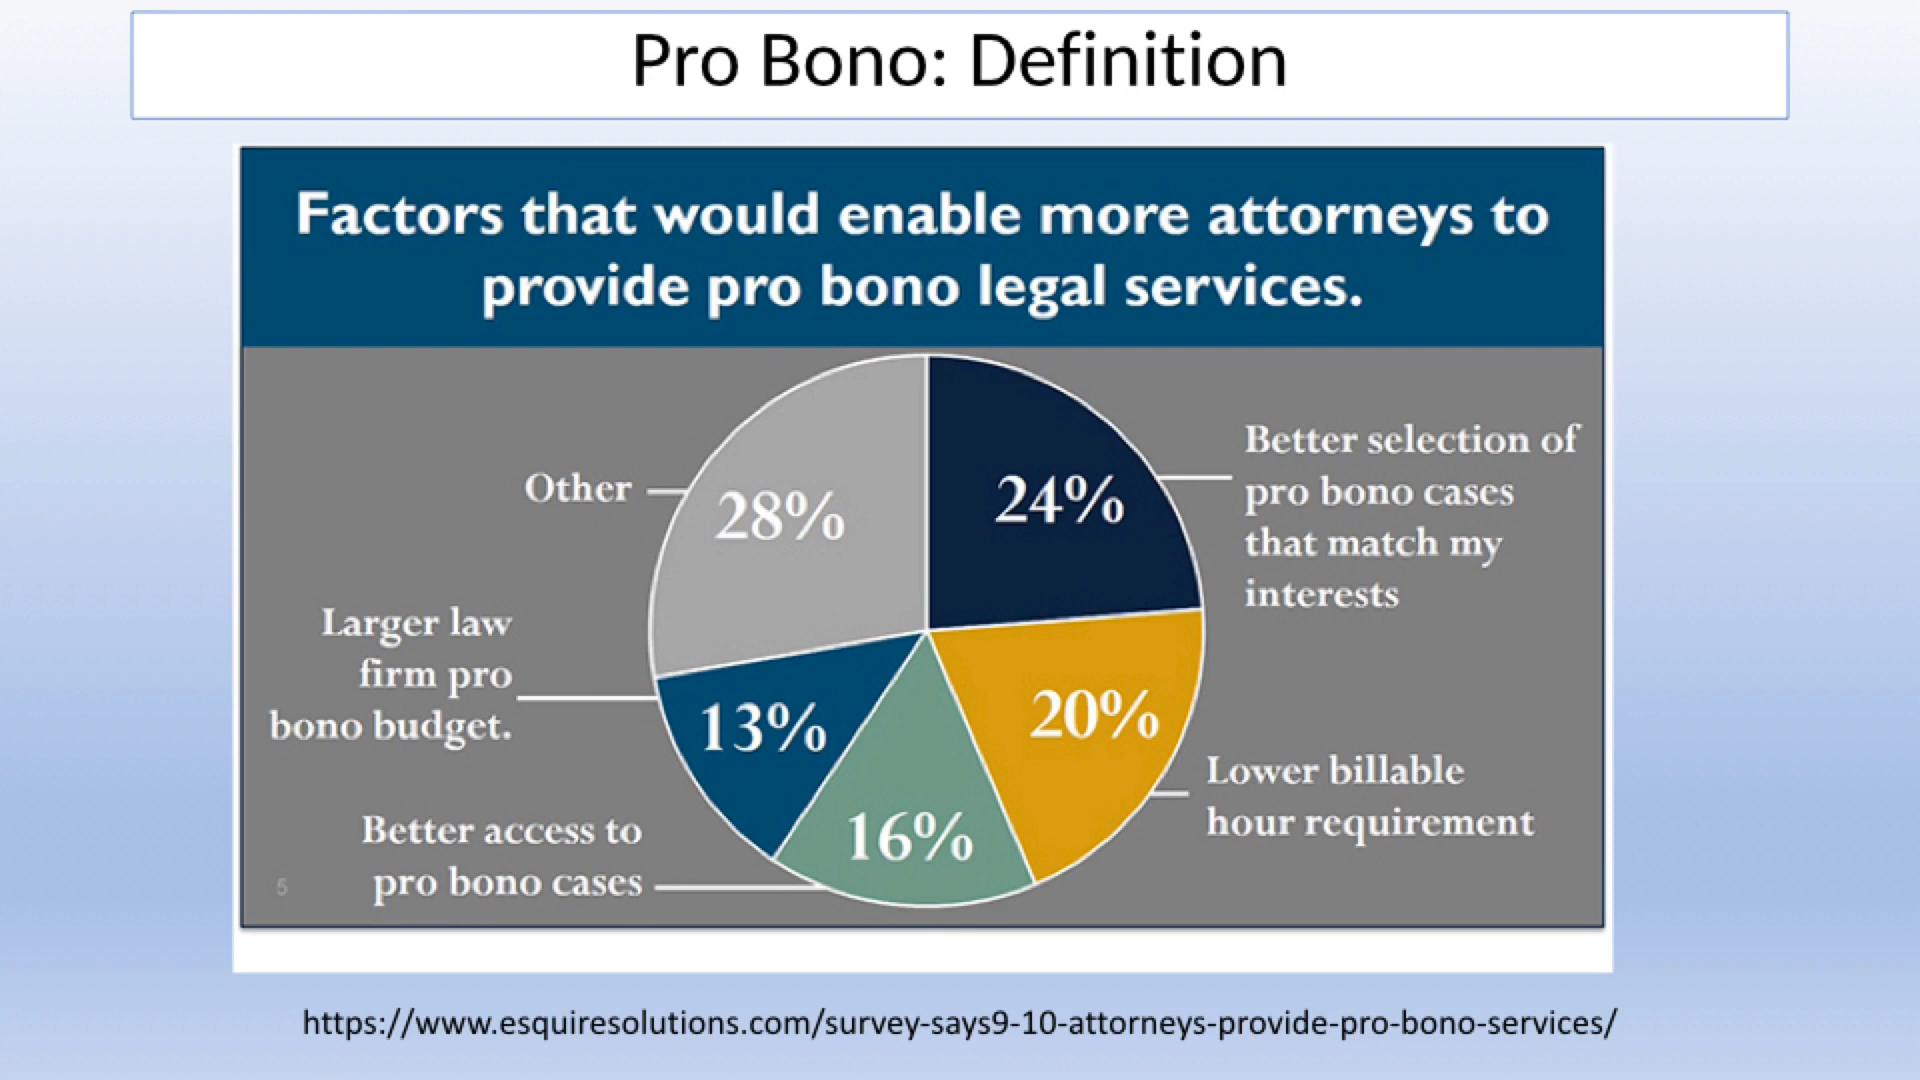 Pro Bono: Definition
Factors that would enable more attorneys to
provide pro bono legal services.
Other
28%
24%
Better selection of
pro bono cases
that match my
interests
Larger law
firm pro
bono budget.
13%
20%
Lower billable
hour requirement
Better access to
pro bono cases
16%
5
https://www.esquiresolutions.com/survey-says9-10-attorneys-provide-pro-bono-services/